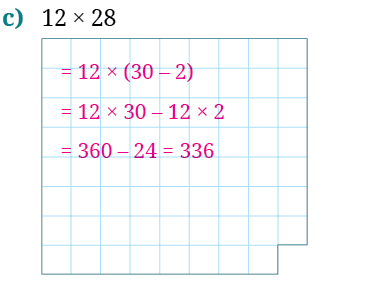 c) 12 × 28
= 12 × (30 – 2)
= 12 × 30 – 12 × 2
= 360 – 24 = 336